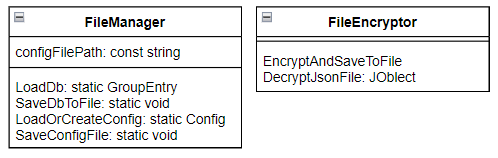 FileManager
configFilePath: const string
LoadDb: static GroupEntry
SaveDbToFile: static void
LoadOrCreateConfig: static Config
SaveConfigFile: static void
FileEncryptor
EncryptAndSaveToFile
DecryptJsonFile: JOblect